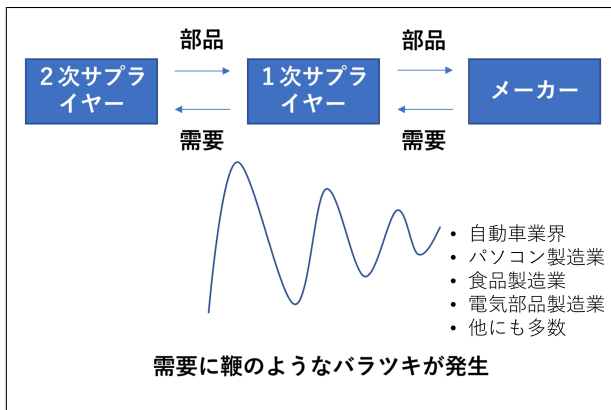 部品
部品
２次サプラ
イヤー
１次サプラ
イヤー
メーカー
需要
需要
• 自動車業界
• パソコン製造業
• 食品製造業
• 電気部品製造業
• 他にも多数
需要に鞭のようなバラツキが発生